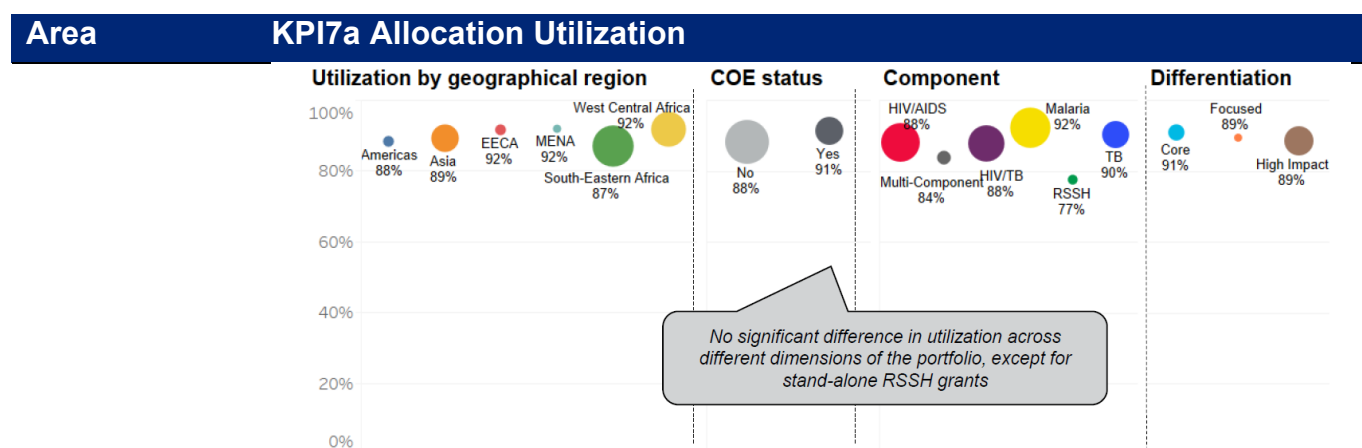 Area
KPI7a Allocation Utilization
Utilization by geographical region
COE status
Component
Differentiation
100%
80%
60%
40%
20%
0%
Americas
88%
Asia
89%
EECA
92%
MENA
92%
South-Eastern Africa
87%
West Central Africa
92%
No
88%
Yes
91%
HIV/AIDS
88%
Multi-Component
84%
HIV/TB
88%
Malaria
92%
RSSH
77%
TB
90%
Core
91%
Focused
89%
High Impact
89%
No significant difference in utilization across
different dimensions of the portfolio, except for
stand-alone RSSH grants